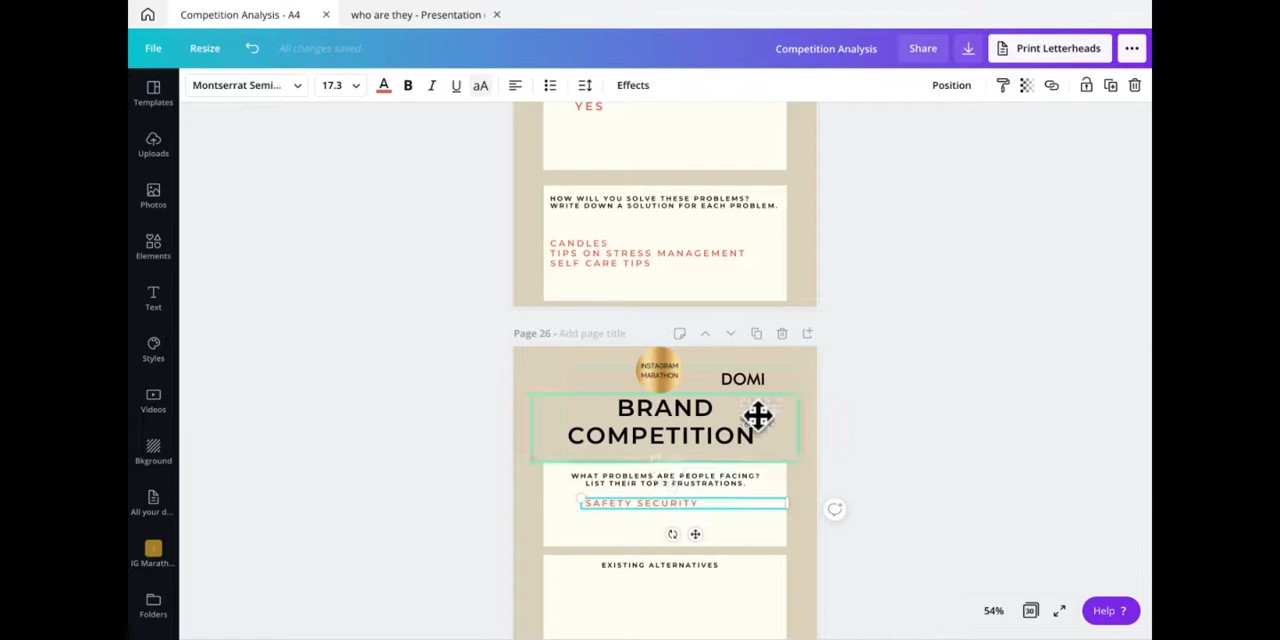 Competition Analysis - A4
who are they - Presentation
File
Resize
All changes saved
Competition Analysis
Share
Print Letterheads
Montserrat Semi...
17.3
A
B
I
U
aA
Effects
Position
Templates
Uploads
Photos
Elements
Text
Styles
Videos
Bkground
All your d...
IG Marath...
Folders
YES
HOW WILL YOU SOLVE THESE PROBLEMS?
WRITE DOWN A SOLUTION FOR EACH PROBLEM.
CANDLES
TIPS ON STRESS MANAGEMENT
SELF CARE TIPS
Page 26 - Add page title
INSTAGRAM
MARATHON
DOMI
BRAND
COMPETITION
WHAT PROBLEMS ARE PEOPLE FACING?
LIST THEIR TOP 3 FRUSTRATIONS.
SAFETY SECURITY
EXISTING ALTERNATIVES
54%
30
Help ?